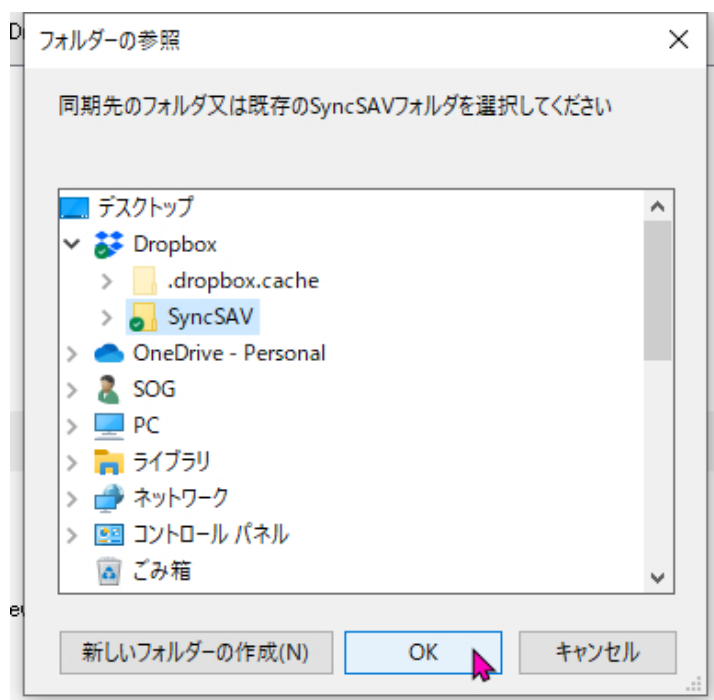 フォルダーの参照
同期先のフォルダ又は既存のSyncSAVフォルダを選択してください
デスクトップ
Dropbox
.dropbox.cache
SyncSAV
OneDrive - Personal
SOG
PC
ライブラリ
ネットワーク
コントロール パネル
ごみ箱
新しいフォルダーの作成(N) OK キャンセル